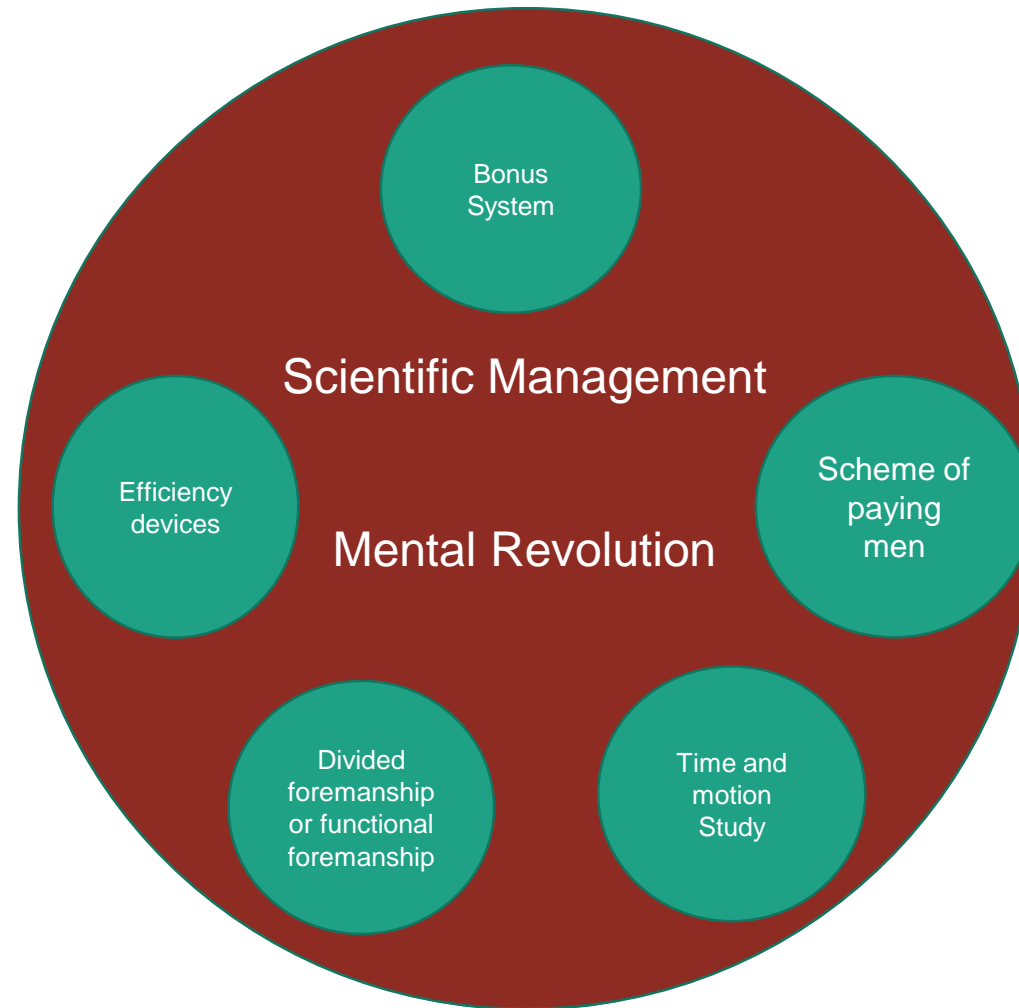 Bonus
System
Scientific Management
Efficiency
devices
Scheme of
paying
men
Mental Revolution
Divided
foremanship
or functional
foremanship
Time and
motion
Study